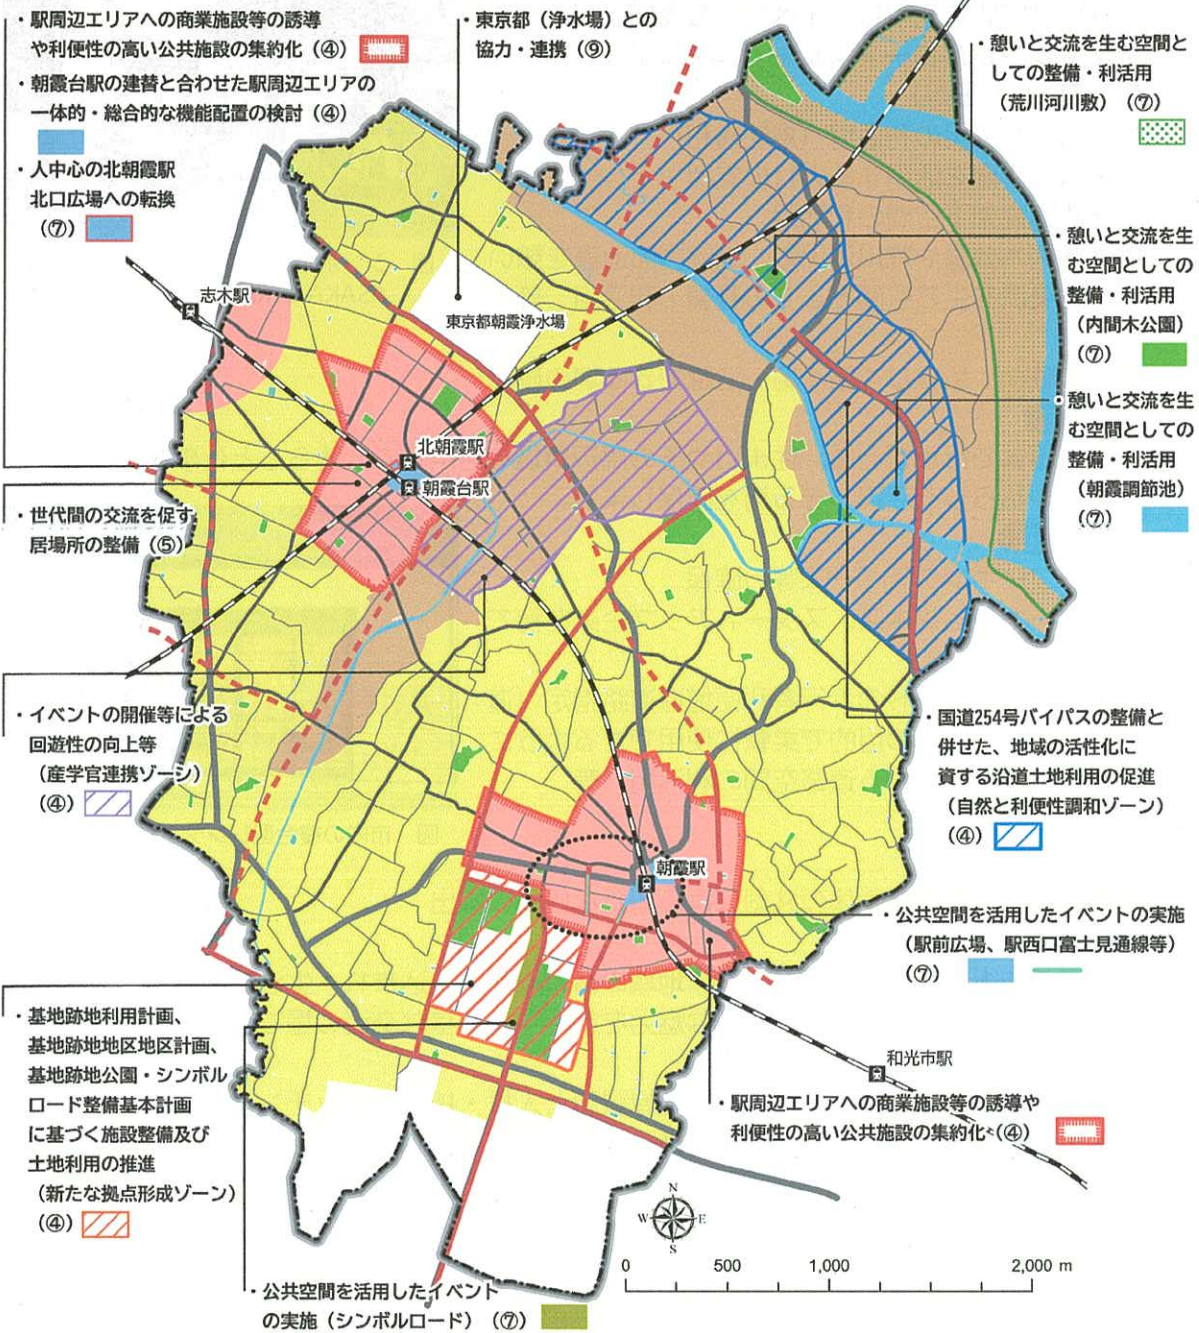 ・駅周辺エリアへの商業施設等の誘導
や利便性の高い公共施設の集約化（④）
・朝霞台駅の建替と合わせた駅周辺エリアの
一体的・総合的な機能配置の検討（④）
・人中心の北朝霞駅
北口広場への転換
（⑦）
・東京都（浄水場）との
協力・連携（⑨）
・憩いと交流を生む空間と
しての整備・利活用
（荒川河川敷）（⑦）
・憩いと交流を生
む空間としての
整備・利活用
（内間木公園）
（⑦）
・憩いと交流を生
む空間としての
整備・利活用
（朝霞調節池）
（⑦）
志木駅
東京都朝霞浄水場
北朝霞駅
朝霞台駅
・世代間の交流を促す
居場所の整備（⑤）
・イベントの開催等による
回遊性の向上等
（産学官連携ゾーン）
（④）
・国道254号バイパスの整備と
併せた、地域の活性化に
資する沿道土地利用の促進
（自然と利便性調和ゾーン）
（④）
朝霞駅
・公共空間を活用したイベントの実施
（駅前広場、駅西口富士見通線等）
（⑦）
・基地跡地利用計画、
基地跡地地区地区計画、
基地跡地公園・シンボル
ロード整備基本計画
に基づく施設整備及び
土地利用の推進
（新たな拠点形成ゾーン）
（④）
和光市駅
・駅周辺エリアへの商業施設等の誘導や
利便性の高い公共施設の集約化（④）
・公共空間を活用したイベント
の実施（シンボルロード）（⑦）
N
W E
S
0 500 1,000 2,000 m